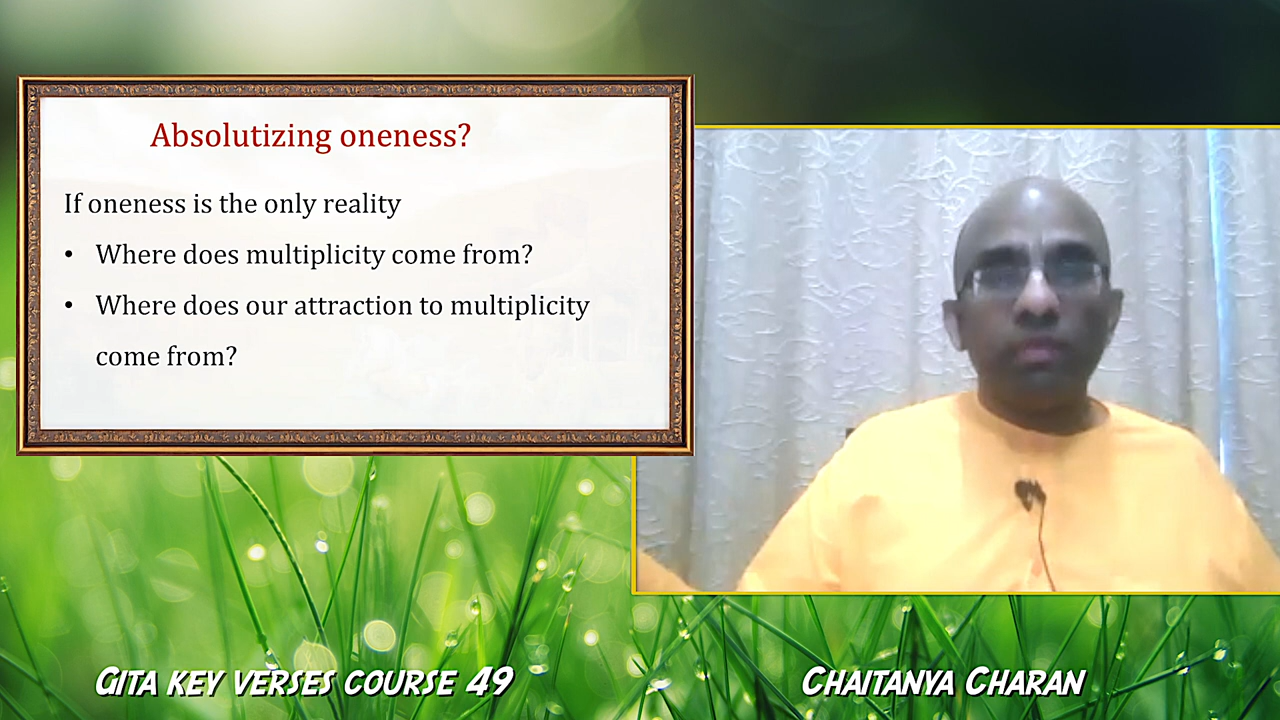 Absolutizing oneness?
If oneness is the only reality
• Where does multiplicity come from?
• Where does our attraction to multiplicity
come from?
GITA KEY VERSES COURSE 49
CHAITANYA CHARAN